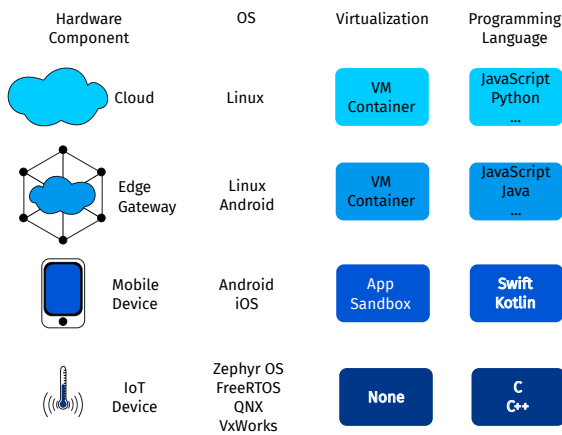 Hardware
Component
OS
Virtualization
Programming
Language
Cloud
Linux
VM
Container
JavaScript
Python
...
Edge
Gateway
Linux
Android
VM
Container
JavaScript
Java
...
Mobile
Device
Android
iOS
App
Sandbox
Swift
Kotlin
IoT
Device
Zephyr OS
FreeRTOS
QNX
VxWorks
None
C
C++